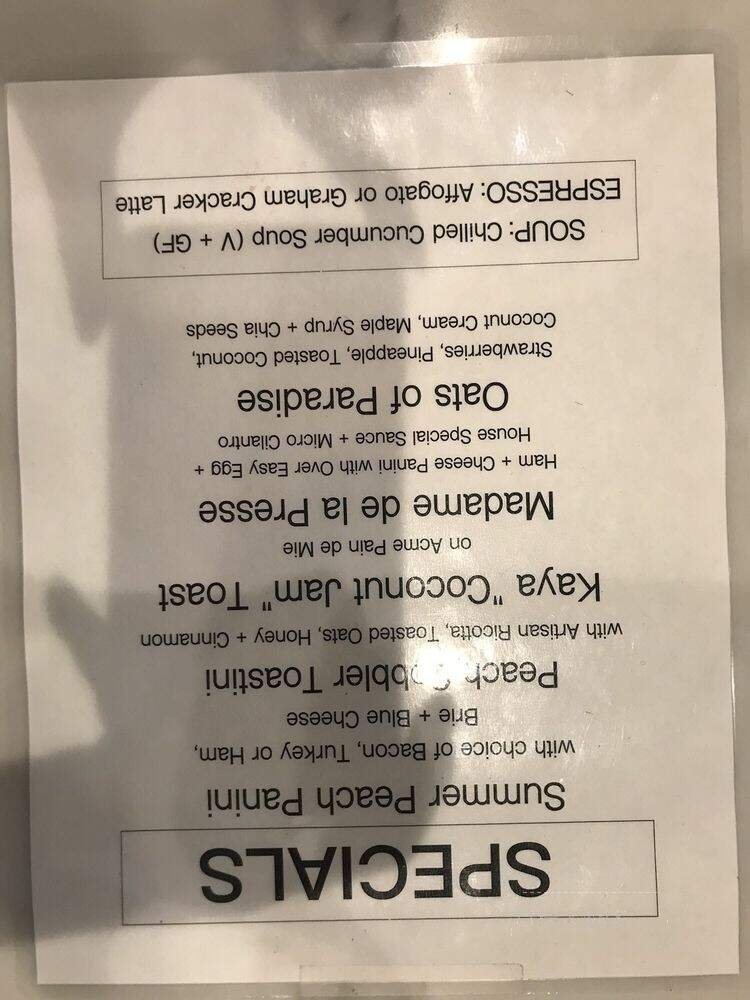 SPECIALS
Summer Peach Panini
with choice of Bacon, Turkey or Ham,
Brie + Blue Cheese
Peach Cobbler Toastini
with Artisan Ricotta, Toasted Oats, Honey + Cinnamon
Kaya "Coconut Jam" Toast
on Acme Pain de Mie
Madame de la Presse
Ham + Cheese Panini with Over Easy Egg +
House Special Sauce + Micro Cilantro
Oats of Paradise
Strawberries, Pineapple, Toasted Coconut,
Coconut Cream, Maple Syrup + Chia Seeds
SOUP: Chilled Cucumber Soup (V + GF)
ESPRESSO: Affogato or Graham Cracker Latte